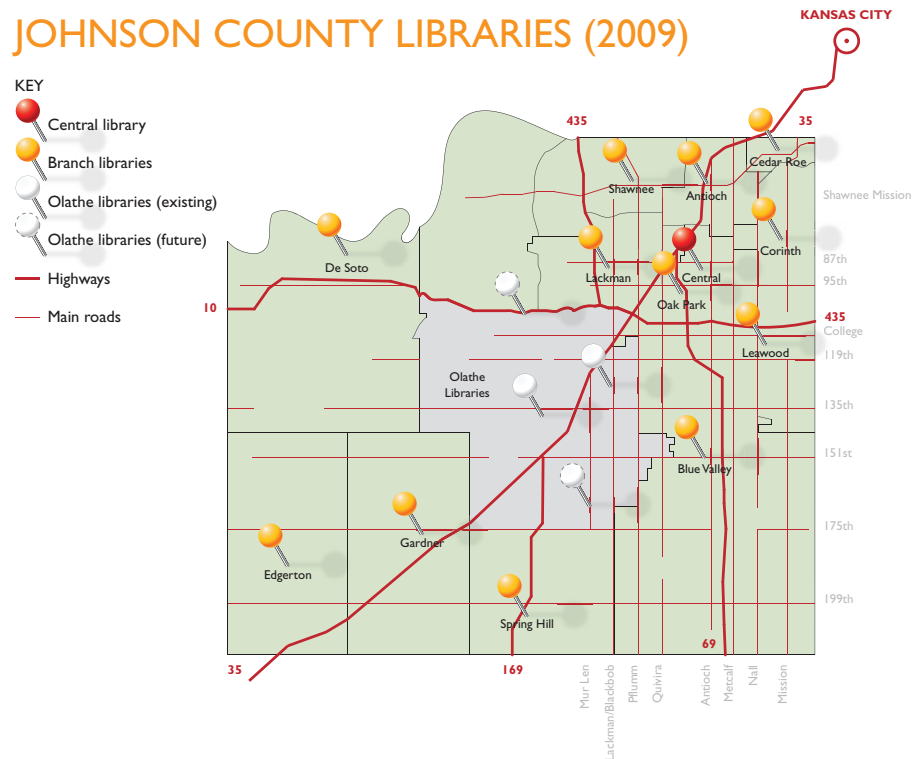 KANSAS CITY
JOHNSON COUNTY LIBRARIES (2009)
KEY
Central library
Branch libraries
Olathe libraries (existing)
Olathe libraries (future)
Highways
Main roads
435
35
Cedar Roe
Shawnee
Antioch
Shawnee Mission
De Soto
Corinth
87th
Lackman
Central
95th
Oak Park
10
435
College
Leawood
119th
Olathe
Libraries
135th
151st
Blue Valley
175th
Gardner
Edgerton
199th
Spring Hill
69
35
169
Mur Len
Lackman/Blackbob
Pflumm
Quivira
Antioch
Metcalf
Nall
Mission